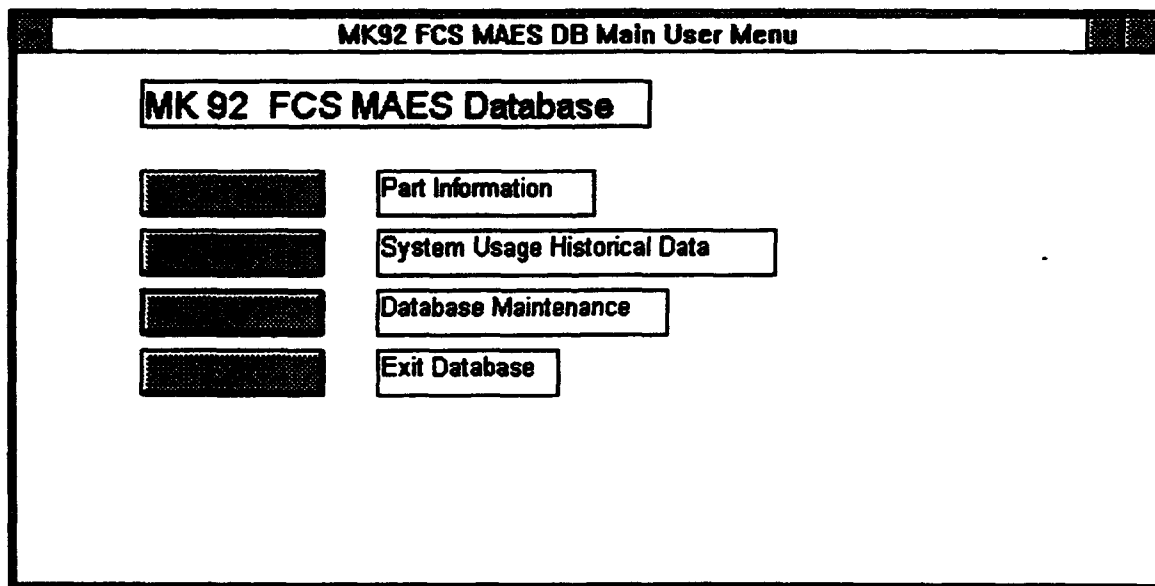 MK92 FCS MAES DB Main User Menu
MK 92 FCS MAES Database
Part Information
System Usage Historical Data
Database Maintenance
Exit Database